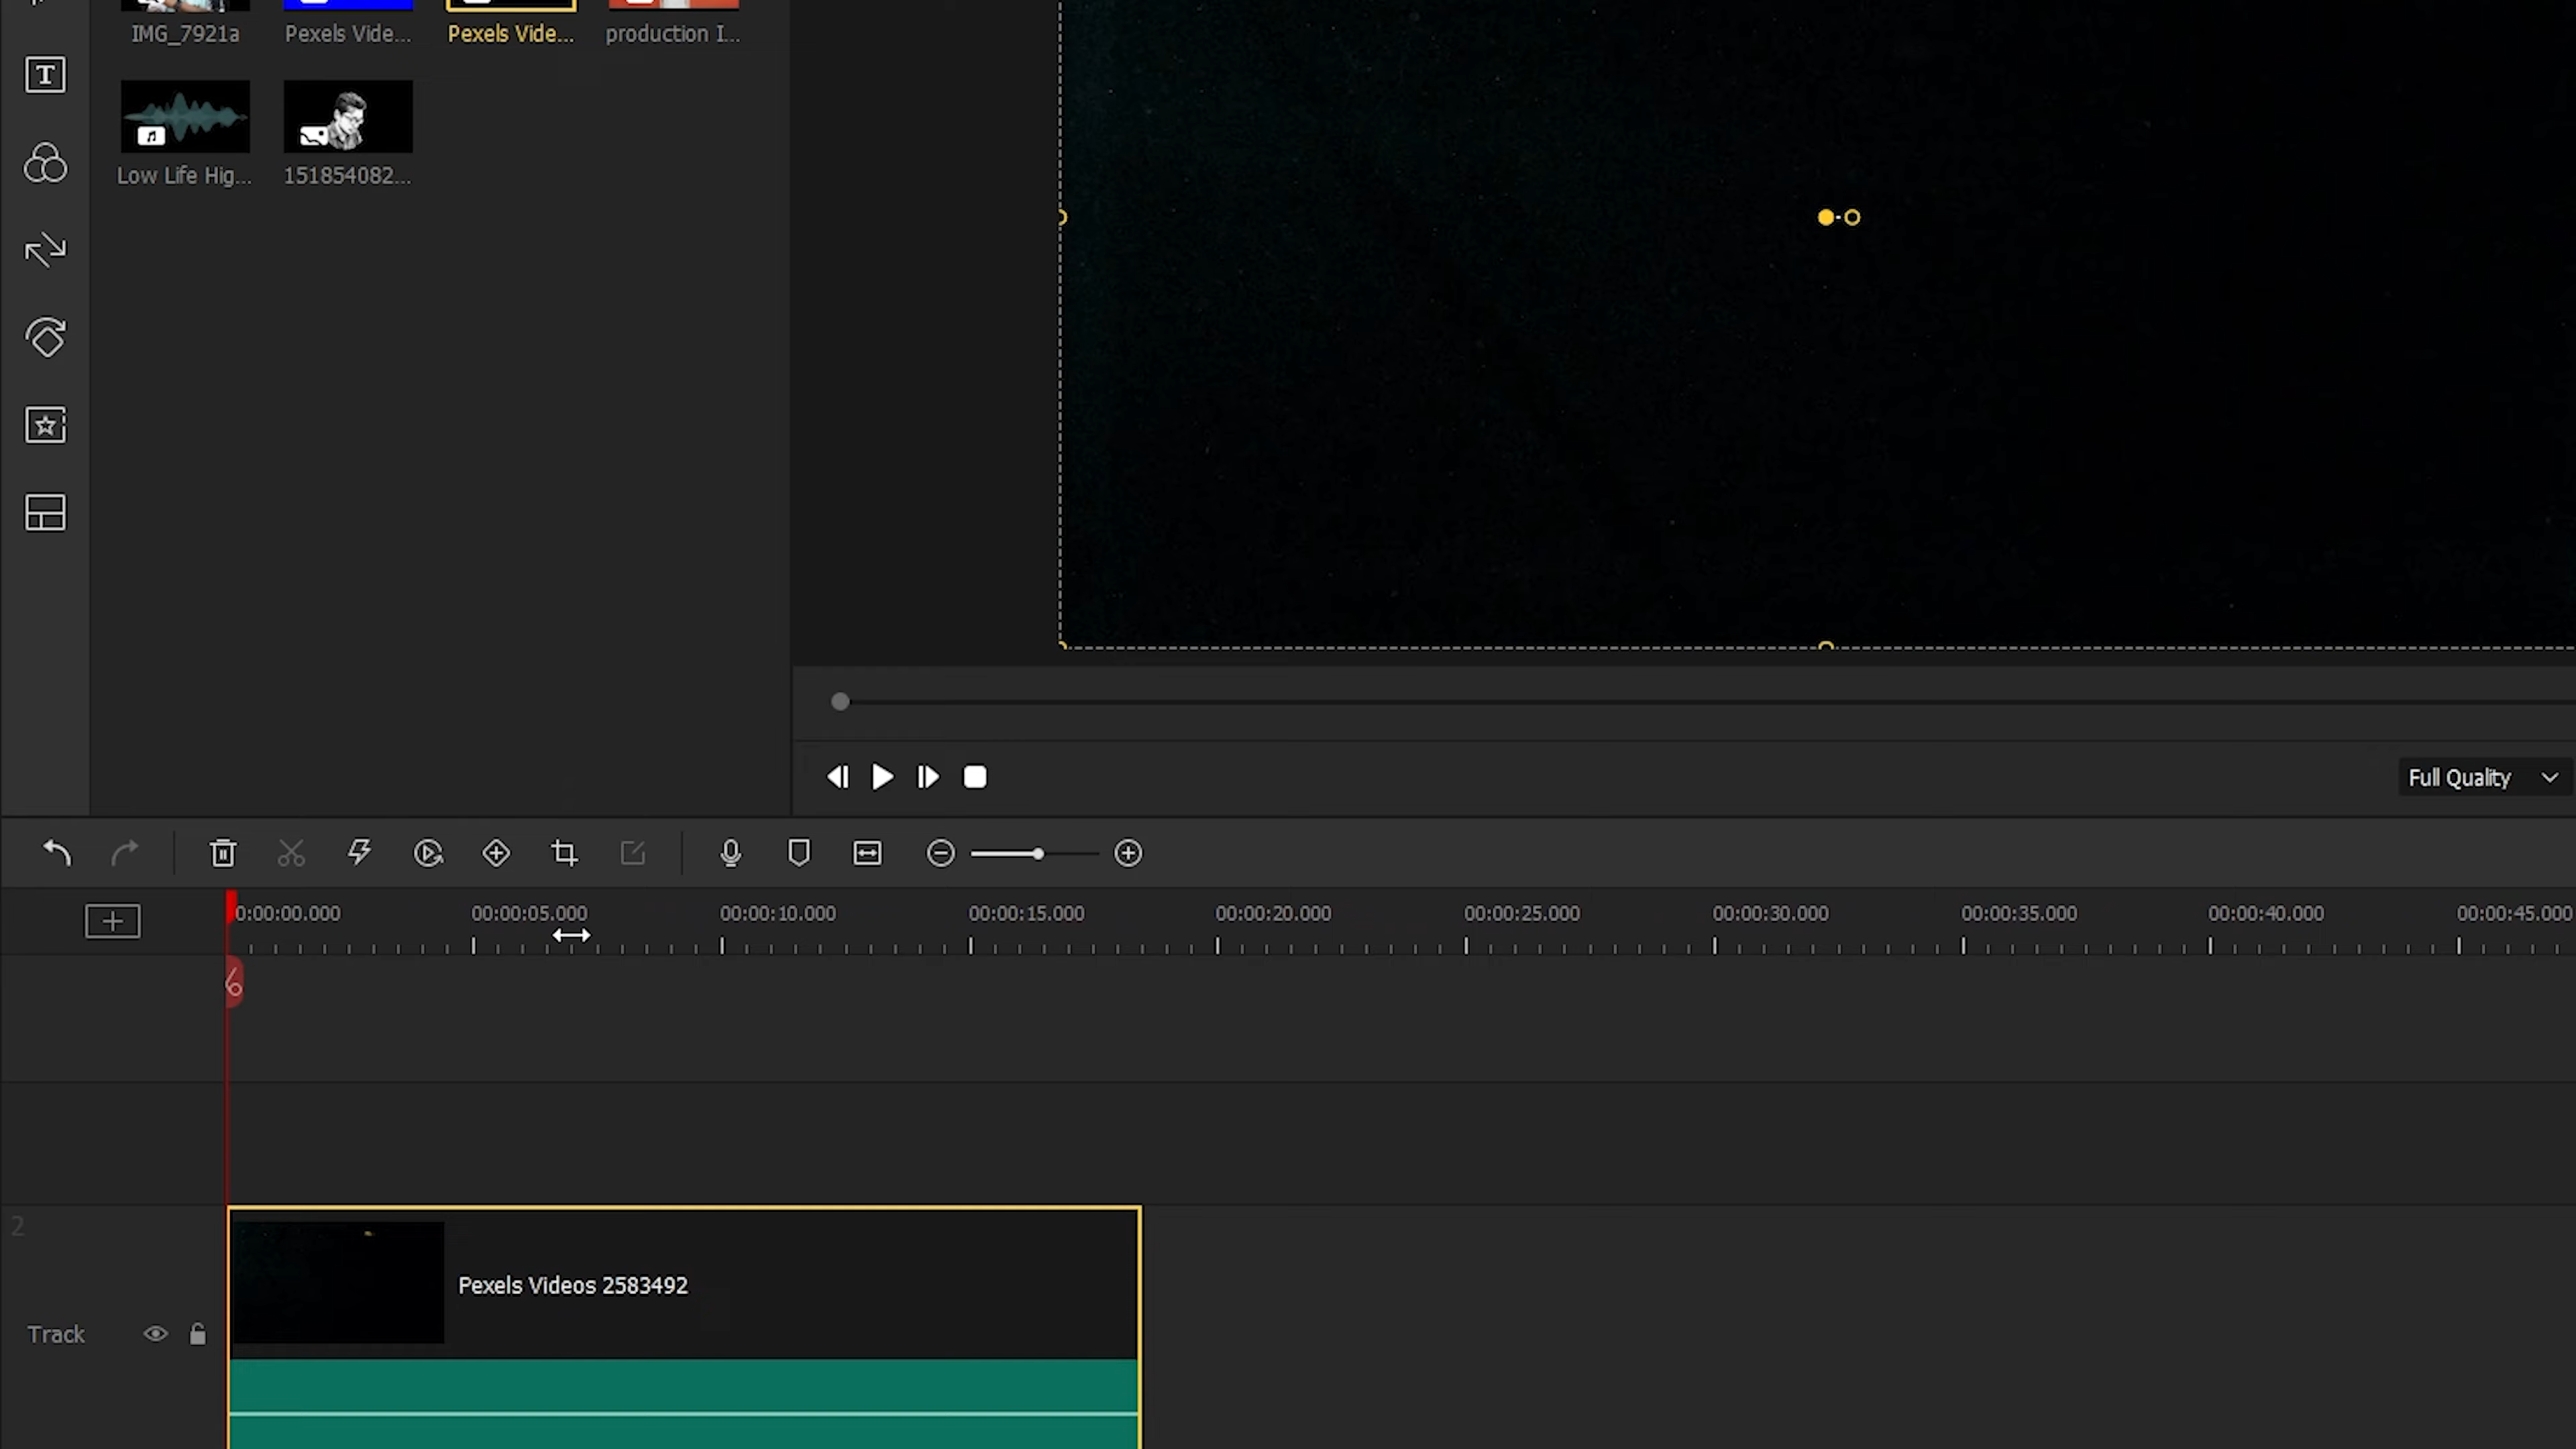 IMG_7921a
Pexels Vide...
Pexels Vide...
production I...
T
Low Life Hig...
151854082...
Full Quality
0:00:00.000
00:00:05.000
00:00:10.000
00:00:15.000
00:00:20.000
00:00:25.000
00:00:30.000
00:00:35.000
00:00:40.000
00:00:45.000
2
Pexels Videos 2583492
Track